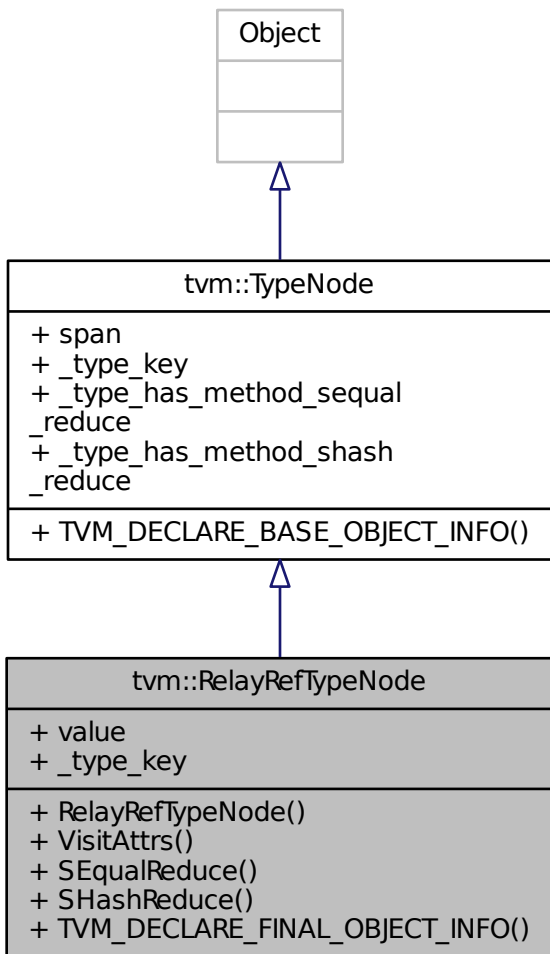 Object
tvm::TypeNode
+ span
+ _type_key
+ _type_has_method_sequal
_reduce
+ _type_has_method_shash
_reduce
+ TVM_DECLARE_BASE_OBJECT_INFO()
tvm::RelayRefTypeNode
+ value
+ _type_key
+ RelayRefTypeNode()
+ VisitAttrs()
+ SEqualReduce()
+ SHashReduce()
+ TVM_DECLARE_FINAL_OBJECT_INFO()